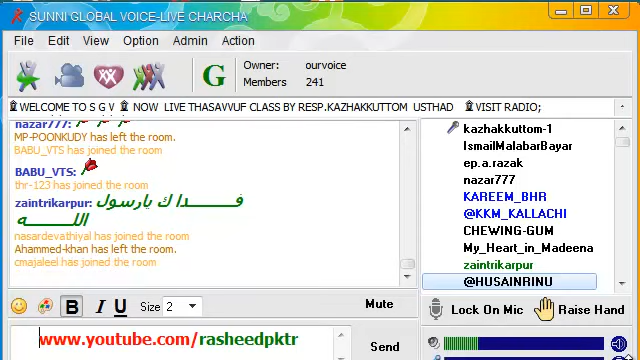 SUNNI GLOBAL VOICE-LIVE CHARCHA
File Edit View Option Admin Action
G
Owner: ourvoice
Members 241
WELCOME TO S G V NOW LIVE THASAVVUF CLASS BY RESP.KAZHAKKUTTOM USTHAD VISIT RADIO;
nazar777:
MP-POONKUDY has left the room.
BABU_VTS has joined the room
BABU_VTS:
thr-123 has joined the room
zaintrikarpur: فـــــــدا ك يارسول
اللـــــــه
nasardevathiyal has joined the room
Ahammed-khan has left the room.
cmajaleel has joined the room
kazhakkuttom-1
IsmailMalabarBayar
ep.a.razak
nazar777
KAREEM_BHR
@KKM_KALLACHI
CHEWING-GUM
My_Heart_in_Madeena
zaintrikarpur
@HUSAINRINU
B I U Size 2 Mute
Lock On Mic Raise Hand
www.youtube.com/rasheedpktr
Send